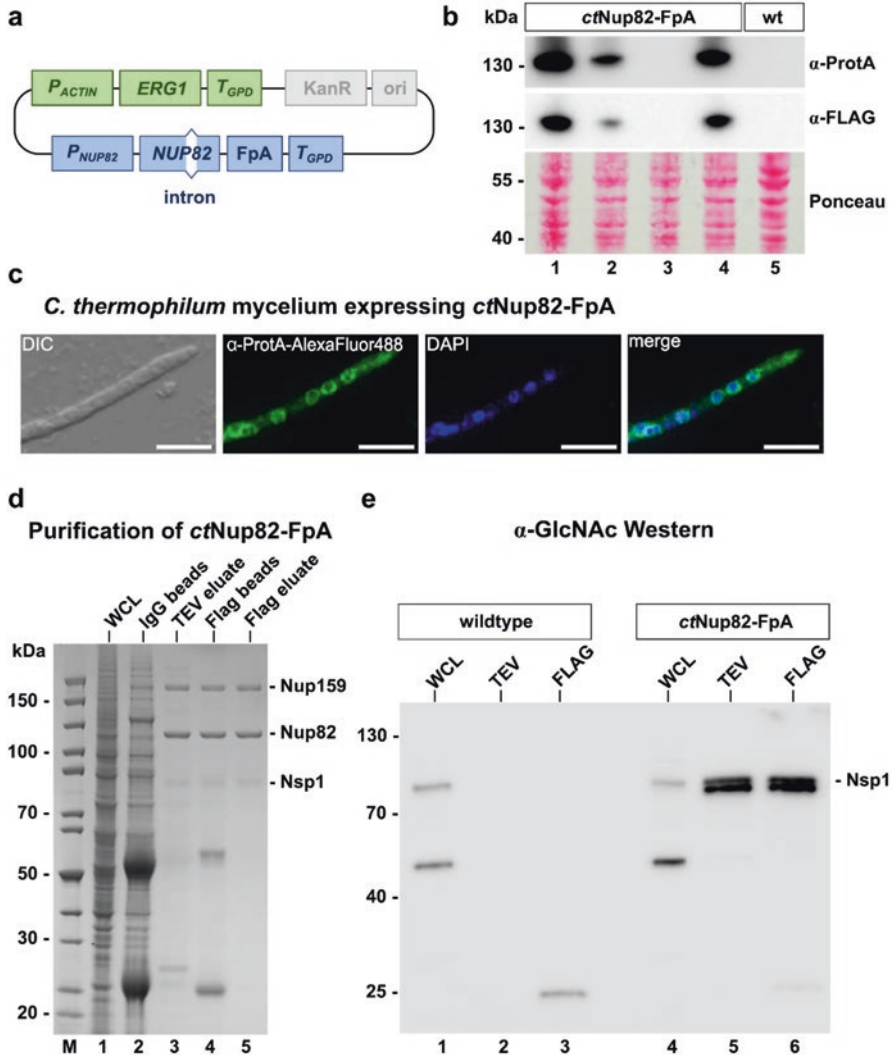 a
P_ACTIN ERG1 T_GPD KanR ori
P_NUP82 NUP82 FpA T_GPD
intron
b
kDa ctNup82-FpA wt
130 - α-ProtA
130 - α-FLAG
55 -
Ponceau
40 -
1 2 3 4 5
c
C. thermophilum mycelium expressing ctNup82-FpA
DIC α-ProtA-AlexaFluor488 DAPI merge
d
Purification of ctNup82-FpA
WCL IgG beads TEV eluate Flag beads Flag eluate
kDa
- Nup159
150 -
- Nup82
100 -
- Nsp1
70 -
50 -
30 -
20 -
M 1 2 3 4 5
e
α-GlcNAc Western
wildtype ctNup82-FpA
WCL TEV FLAG WCL TEV FLAG
130 -
- Nsp1
70 -
40 -
25 -
1 2 3 4 5 6